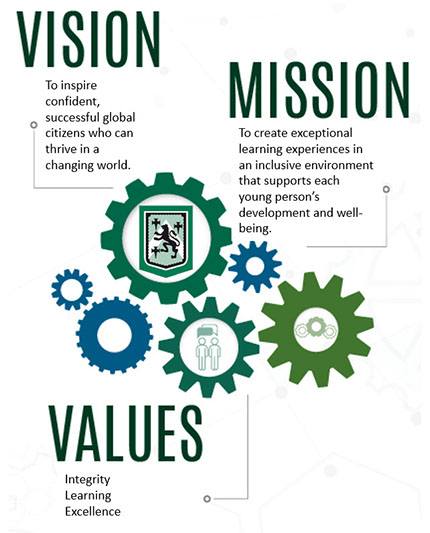 VISION
To inspire
confident,
successful global
citizens who can
thrive in a
changing world.
MISSION
To create exceptional
learning experiences in
an inclusive environment
that supports each
young person's
development and well-
being.
VALUES
Integrity
Learning
Excellence